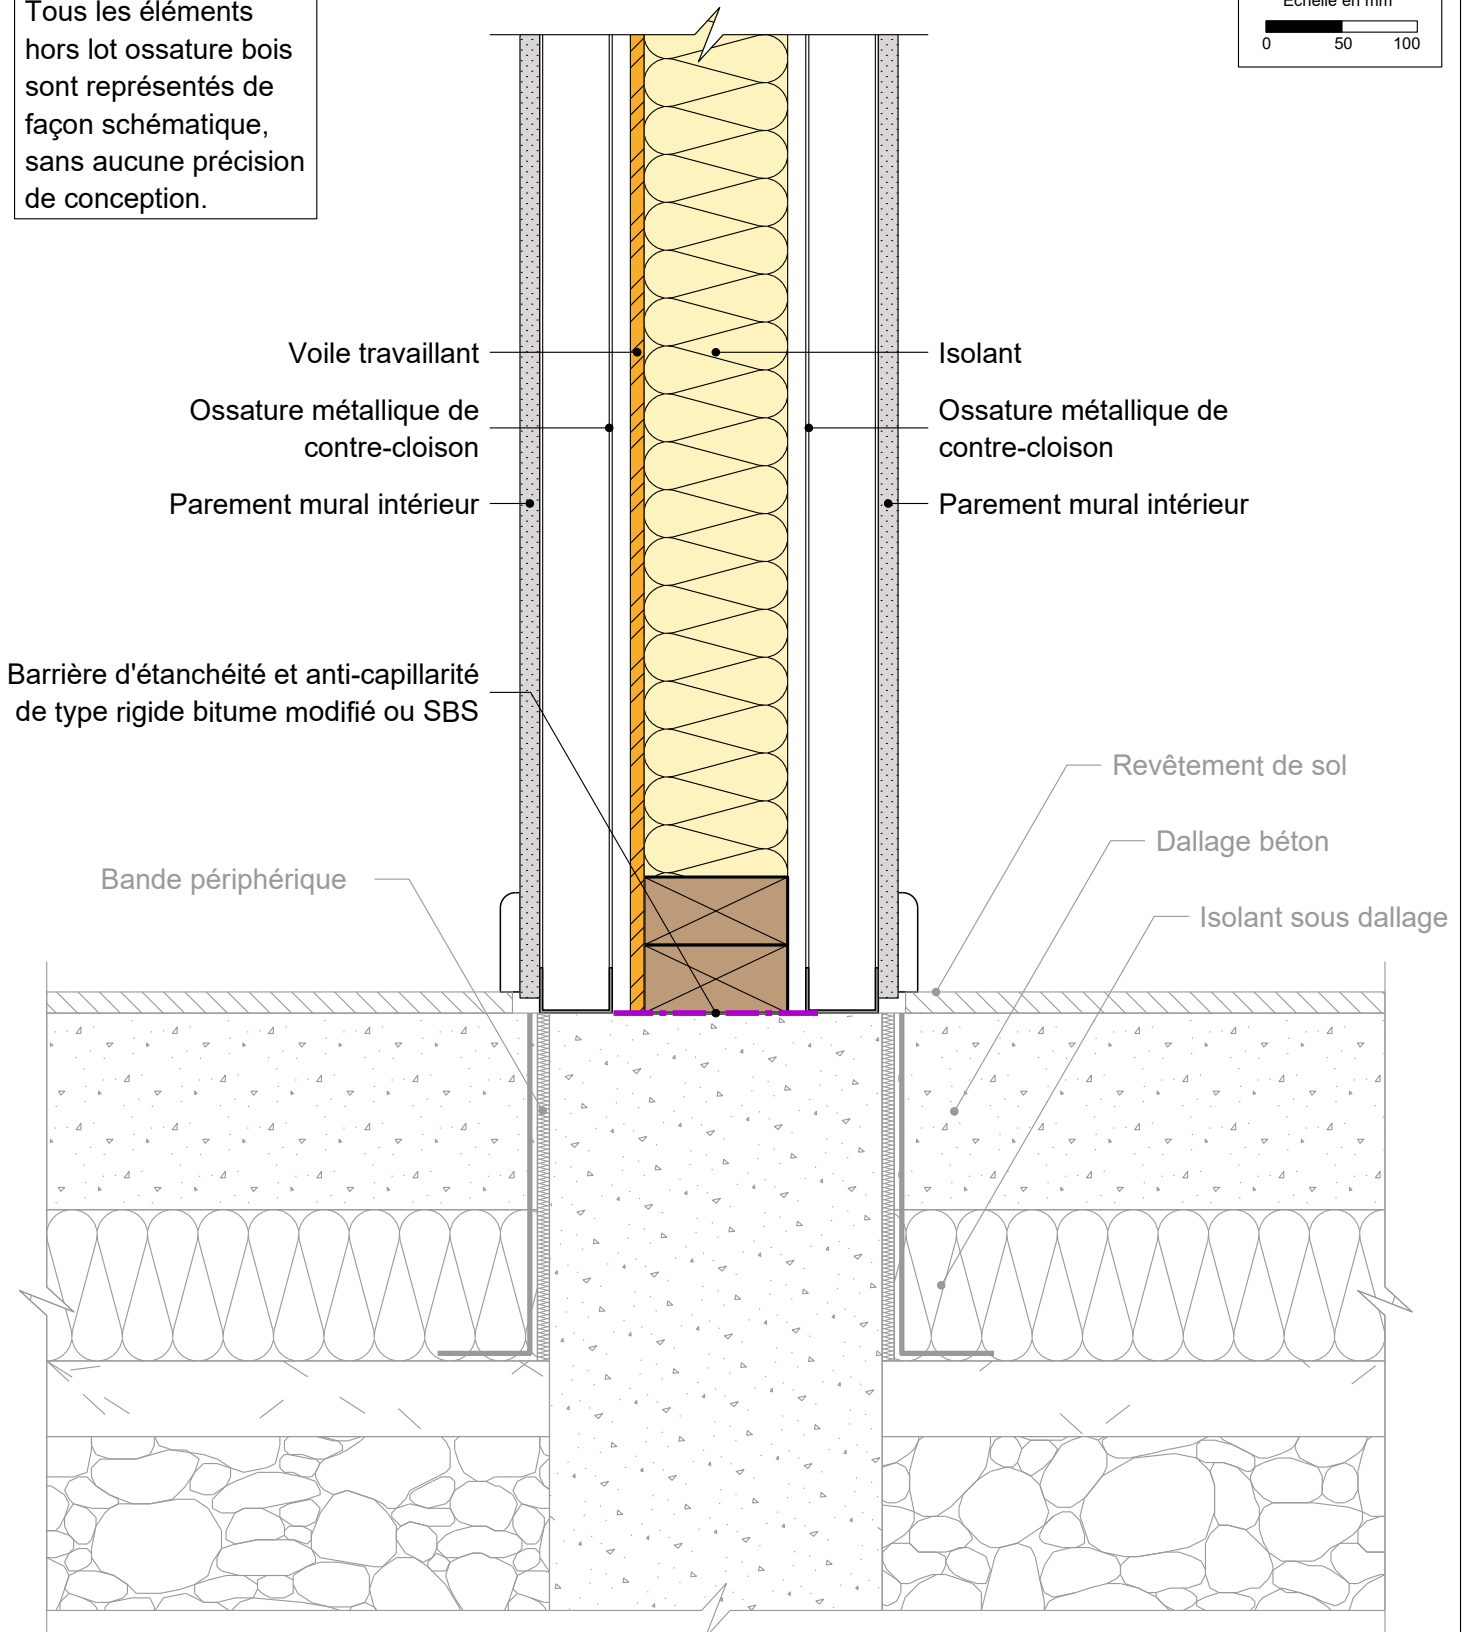 Tous les éléments
hors lot ossature bois
sont représentés de
façon schématique,
sans aucune précision
de conception.
Echelle en mm
0 50 100
Voile travaillant
Isolant
Ossature métallique de
contre-cloison
Ossature métallique de
contre-cloison
Parement mural intérieur
Parement mural intérieur
Barrière d'étanchéité et anti-capillarité
de type rigide bitume modifié ou SBS
Revêtement de sol
Dallage béton
Bande périphérique
Isolant sous dallage